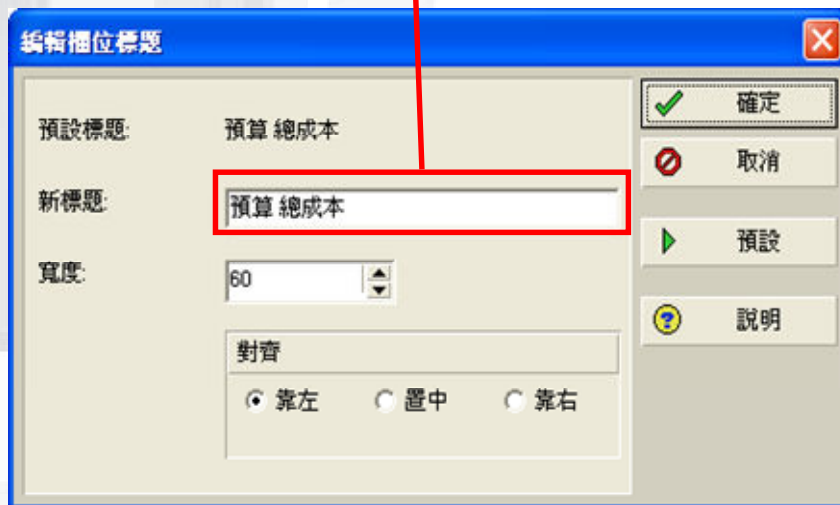 編輯欄位標題
預設標題: 預算 總成本
新標題: 預算 總成本
寬度: 60
對齊
靠左 置中 靠右
確定
取消
預設
說明